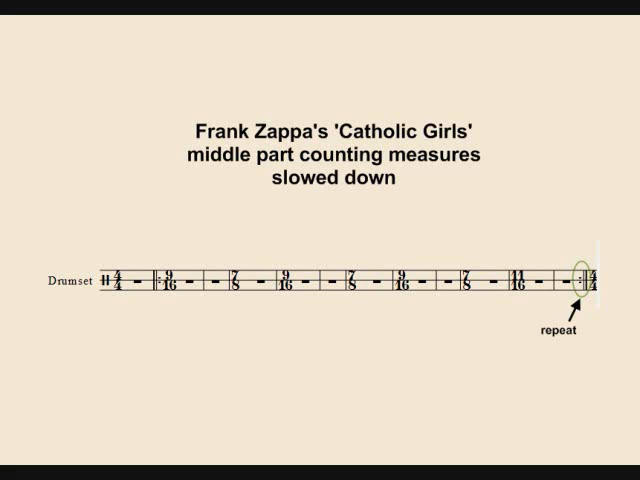 Frank Zappa's 'Catholic Girls'
middle part counting measures
slowed down
Drumset 4/4 9/16 7/8 9/16 7/8 9/16 7/8 11/16 4/4
repeat